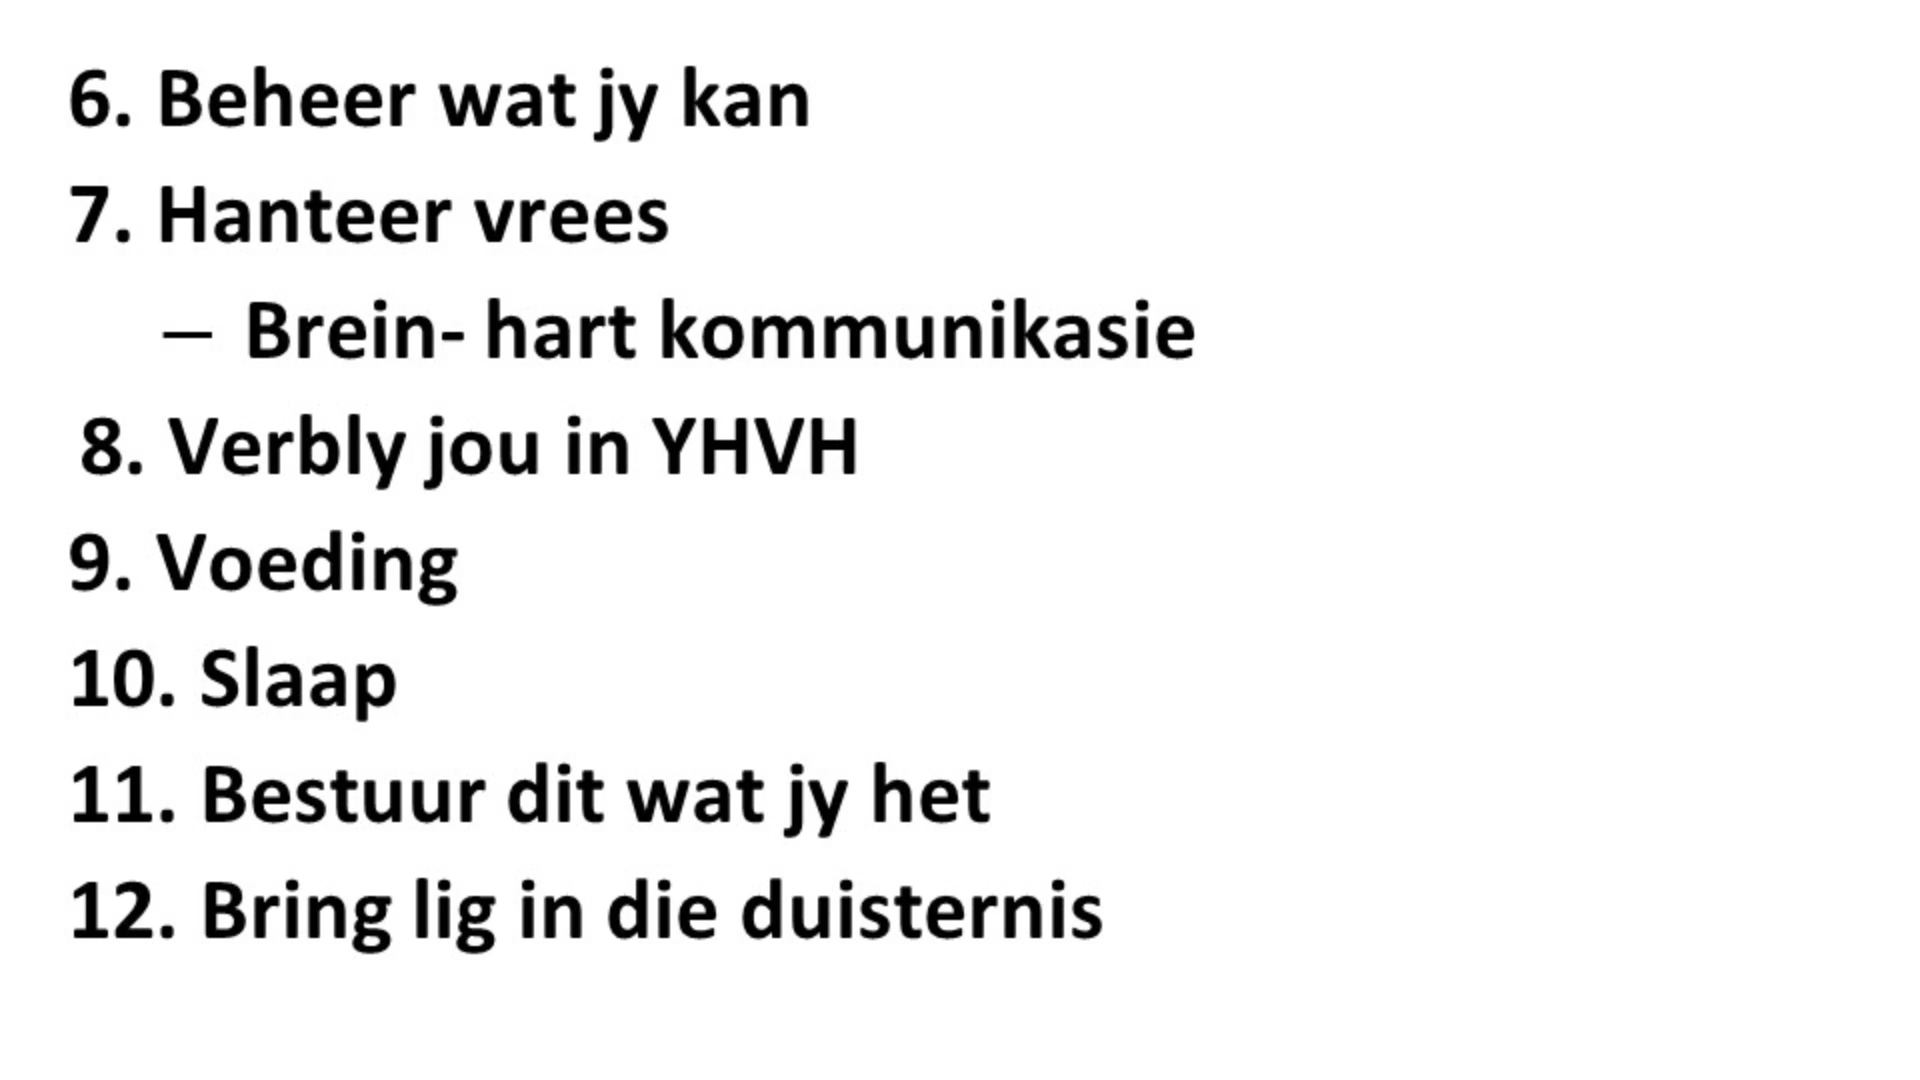 6. Beheer wat jy kan
7. Hanteer vrees
– Brein- hart kommunikasie
8. Verbly jou in YHVH
9. Voeding
10. Slaap
11. Bestuur dit wat jy het
12. Bring lig in die duisternis